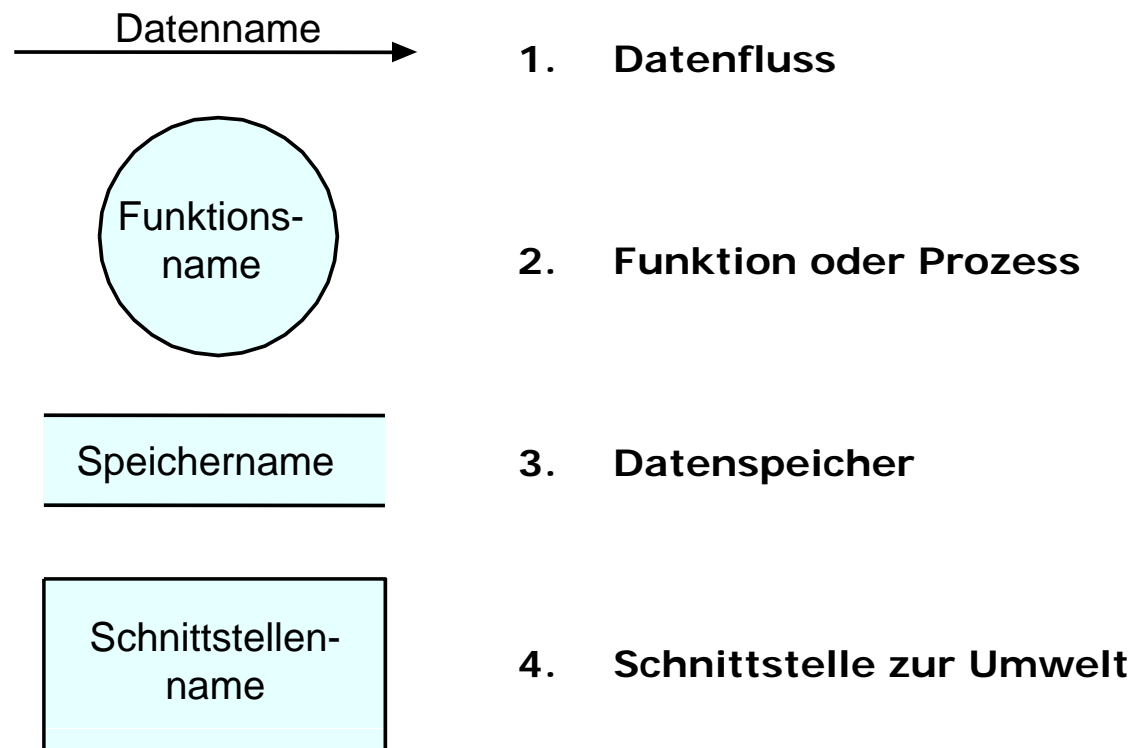 Datenname
1. Datenfluss
Funktions-
name
2. Funktion oder Prozess
Speichername
3. Datenspeicher
Schnittstellen-
name
4. Schnittstelle zur Umwelt